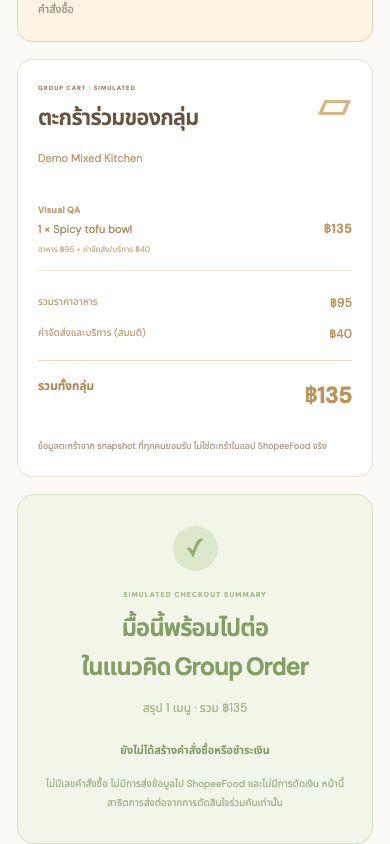 คำสั่งซื้อ
GROUP CART · SIMULATED
ตะกร้าร่วมของกลุ่ม
Demo Mixed Kitchen
Visual QA
1 × Spicy tofu bowl
฿135
อาหาร ฿95 + ค่าจัดส่ง/บริการ ฿40
รวมราคาอาหาร
฿95
ค่าจัดส่งและบริการ (สมมติ)
฿40
รวมทั้งกลุ่ม
฿135
ข้อมูลตะกร้าจาก snapshot ที่ทุกคนยอมรับ ไม่ใช่ตะกร้าในแอป ShopeeFood จริง
SIMULATED CHECKOUT SUMMARY
มื้อนี้พร้อมไปต่อ
ในแนวคิด Group Order
สรุป 1 เมนู · รวม ฿135
ยังไม่ได้สร้างคำสั่งซื้อหรือชำระเงิน
ไม่มีเลขคำสั่งซื้อ ไม่มีการส่งข้อมูลไป ShopeeFood และไม่มีการตัดเงิน หน้านี้
สาธิตการส่งต่อจากการตัดสินใจร่วมกันเท่านั้น